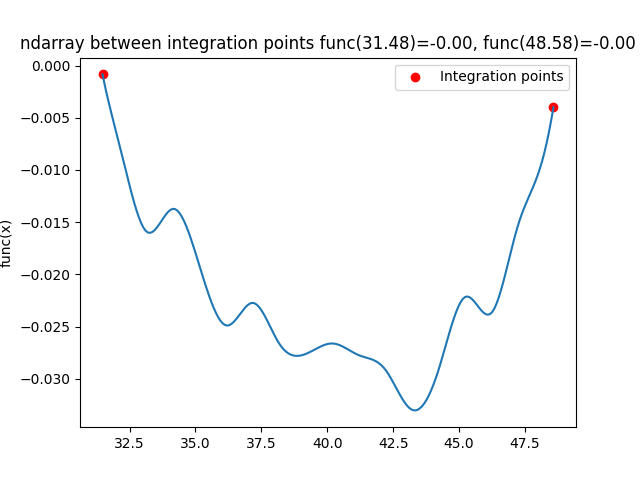 ndarray between integration points func(31.48)=-0.00, func(48.58)=-0.00
Integration points
func(x)
0.000
−0.005
−0.010
−0.015
−0.020
−0.025
−0.030
32.5 35.0 37.5 40.0 42.5 45.0 47.5